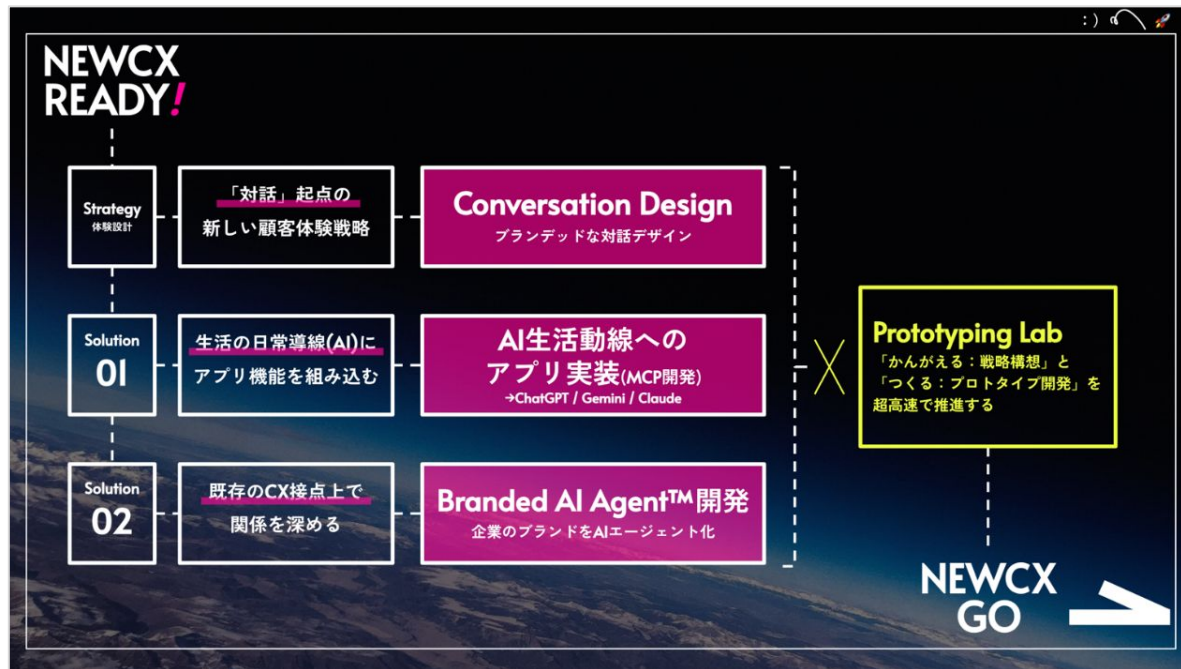 :)
NEWCX
READY!
Strategy
体験設計
「対話」起点の
新しい顧客体験戦略
Conversation Design
ブランデッドな対話デザイン
Solution
01
生活の日常導線(AI)に
アプリ機能を組み込む
AI生活動線への
アプリ実装(MCP開発)
→ChatGPT / Gemini / Claude
Solution
02
既存のCX接点上で
関係を深める
Branded AI Agent™開発
企業のブランドをAIエージェント化
Prototyping Lab
「かんがえる：戦略構想」と
「つくる：プロトタイプ開発」を
超高速で推進する
NEWCX
GO